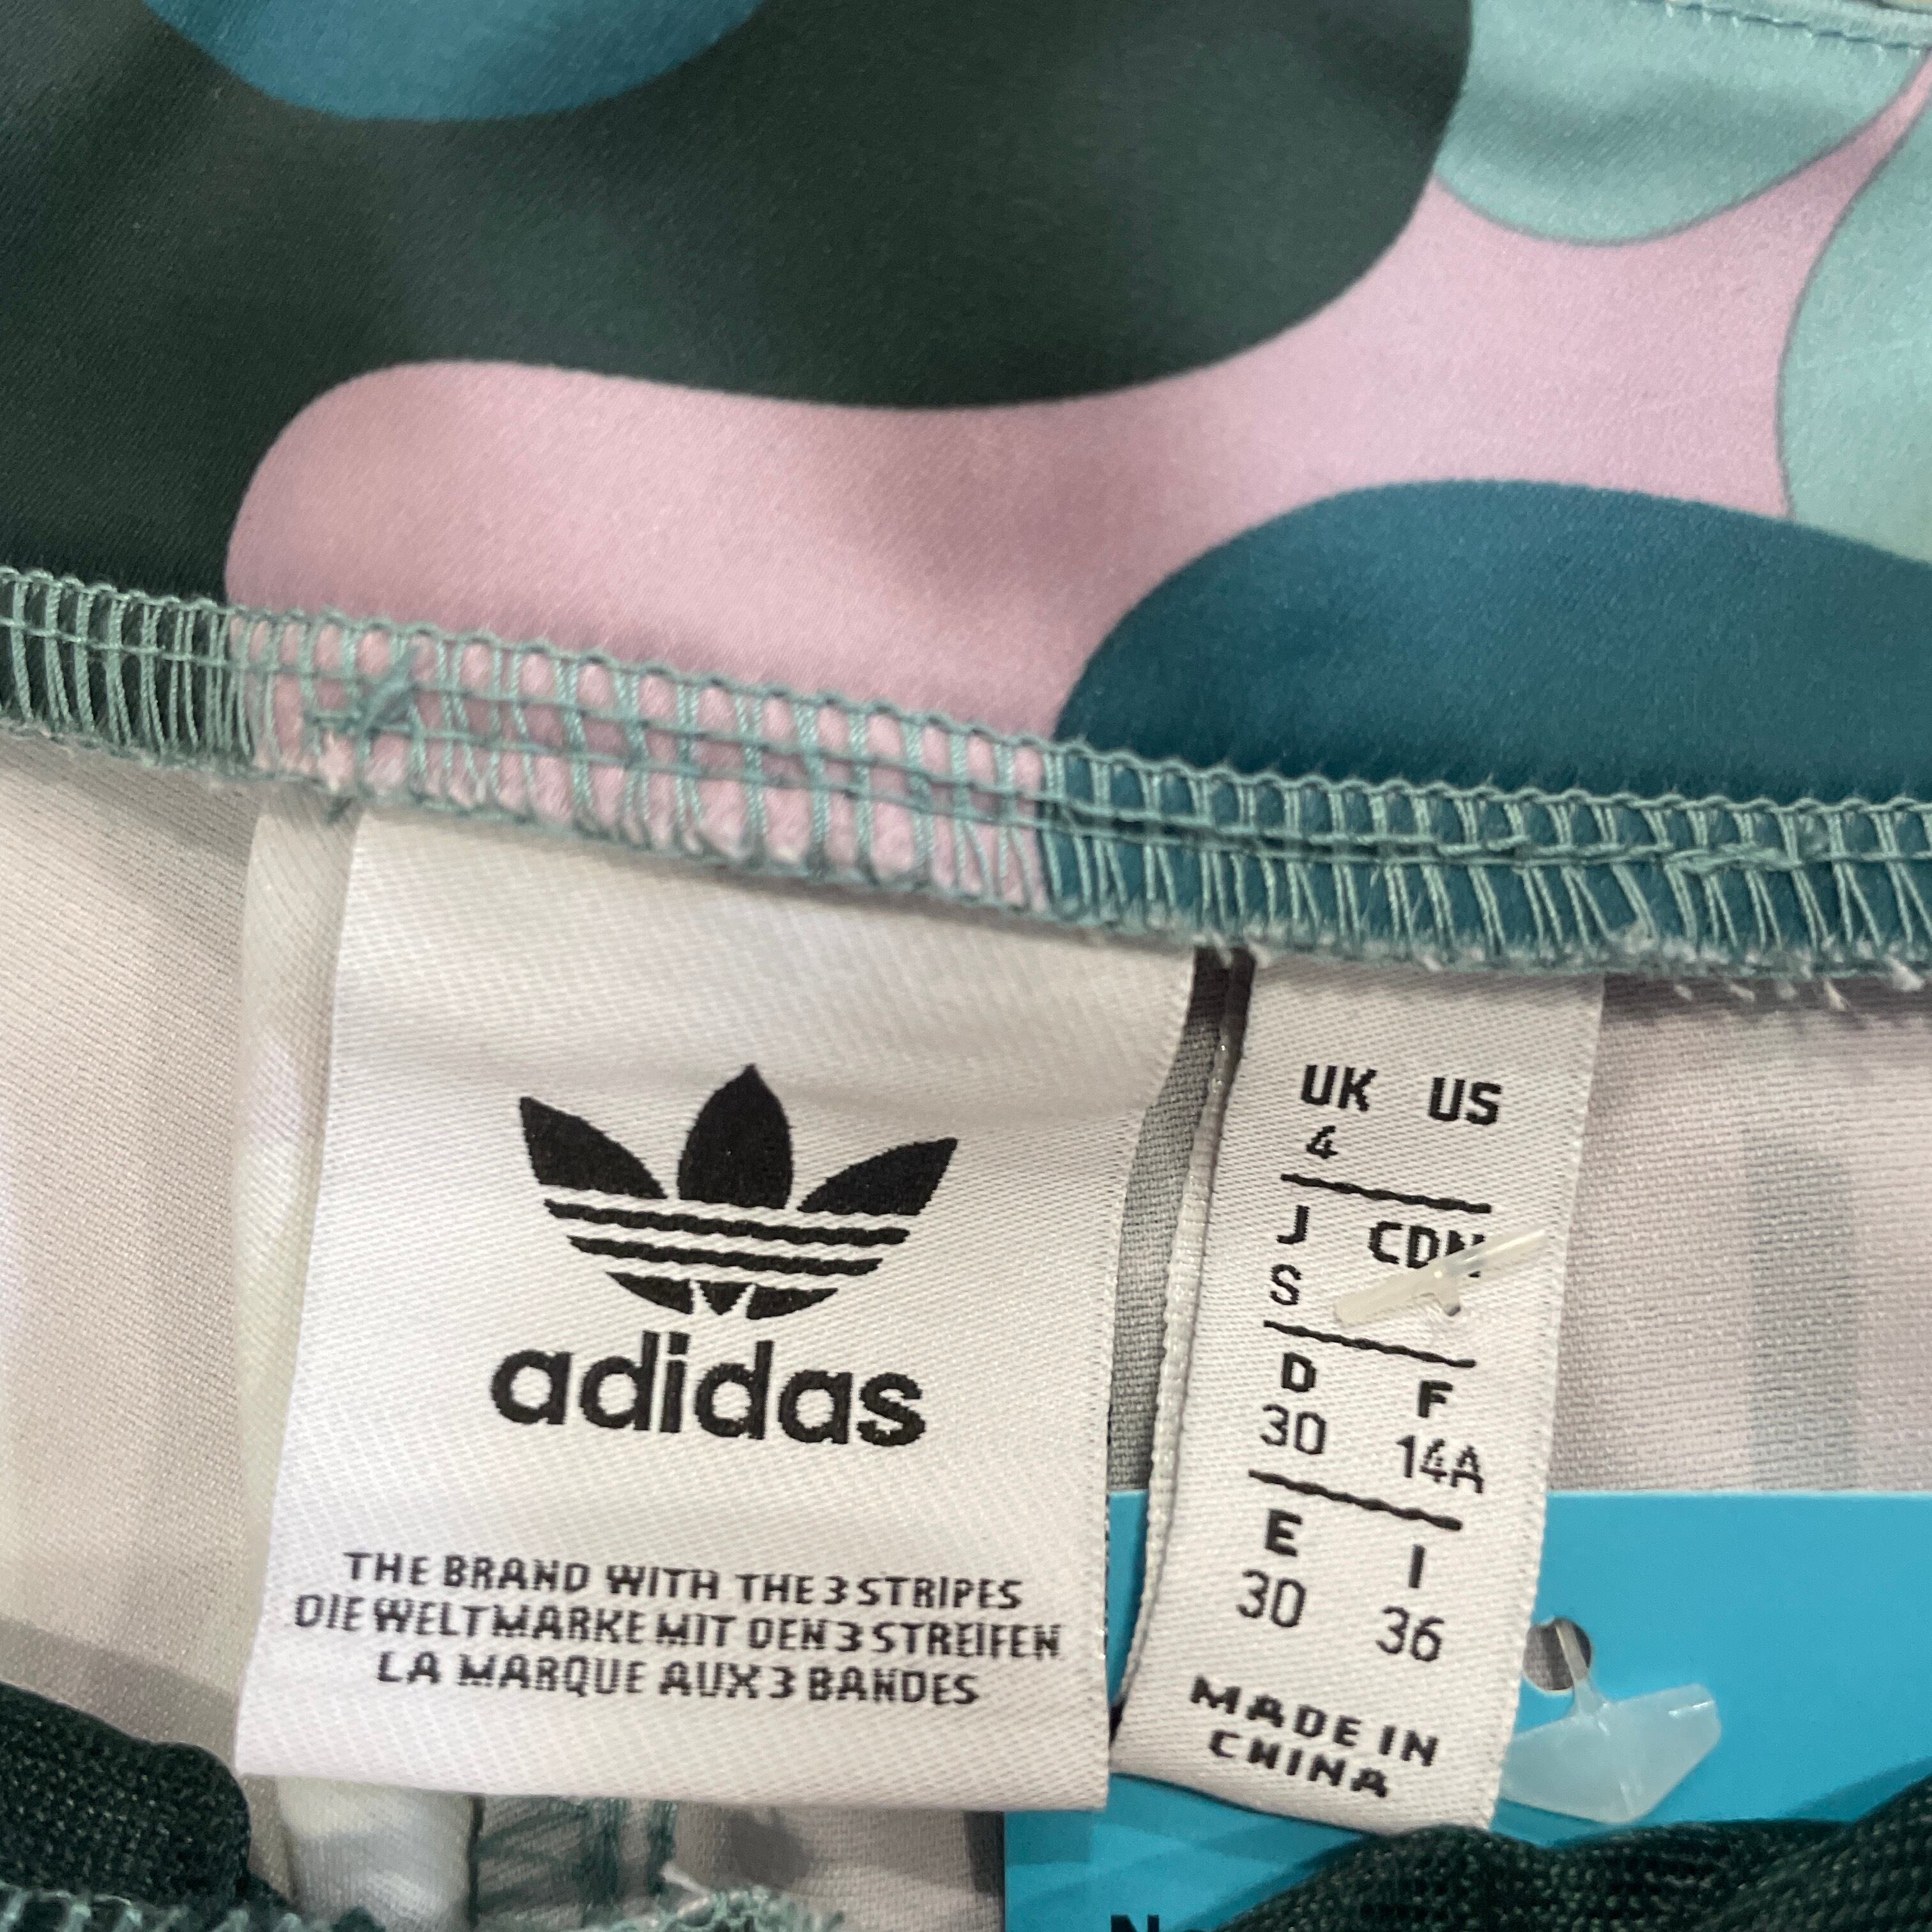 adidas
THE BRAND WITH THE 3 STRIPES
DIE WELTMARKE MIT DEN 3 STREIFEN
LA MARQUE AUX 3 BANDES
UK US
4
J CDN
S
D F
30 14A
E I
30 36
MADE IN
CHINA